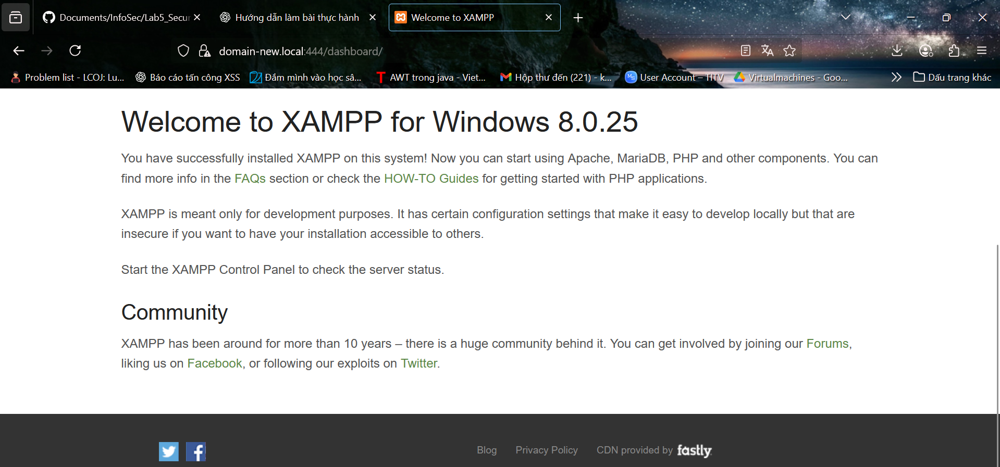 Documents/InfoSec/Lab5_Secur
Hướng dẫn làm bài thực hành
Welcome to XAMPP
domain-new.local:444/dashboard/
Problem list - LCOJ: Lu...
Báo cáo tấn công XSS
Đắm mình vào học sâ...
AWT trong java - Viet...
Hộp thư đến (221) - k...
User Account – TITV
Virtualmachines - Goo...
Dấu trang khác
Welcome to XAMPP for Windows 8.0.25
You have successfully installed XAMPP on this system! Now you can start using Apache, MariaDB, PHP and other components. You can
find more info in the FAQs section or check the HOW-TO Guides for getting started with PHP applications.
XAMPP is meant only for development purposes. It has certain configuration settings that make it easy to develop locally but that are
insecure if you want to have your installation accessible to others.
Start the XAMPP Control Panel to check the server status.
Community
XAMPP has been around for more than 10 years – there is a huge community behind it. You can get involved by joining our Forums,
liking us on Facebook, or following our exploits on Twitter.
Blog
Privacy Policy
CDN provided by fastly